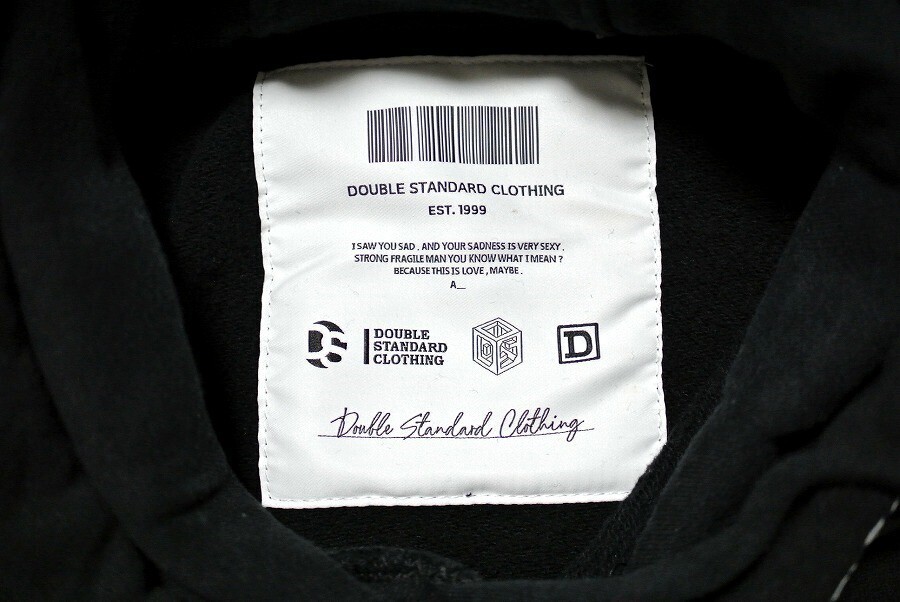 DOUBLE STANDARD CLOTHING
EST. 1999
I SAW YOU SAD . AND YOUR SADNESS IS VERY SEXY .
STRONG FRAGILE MAN YOU KNOW WHAT I MEAN ?
BECAUSE THIS IS LOVE , MAYBE .
A__
DS
DOUBLE
STANDARD
CLOTHING
DS
D
Double Standard Clothing